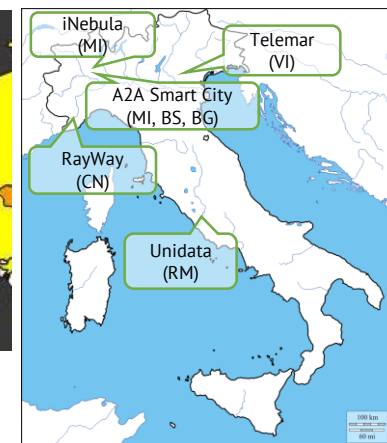 iNebula
(MI)
Telemar
(VI)
A2A Smart City
(MI, BS, BG)
RayWay
(CN)
Unidata
(RM)
100 km
60 mi